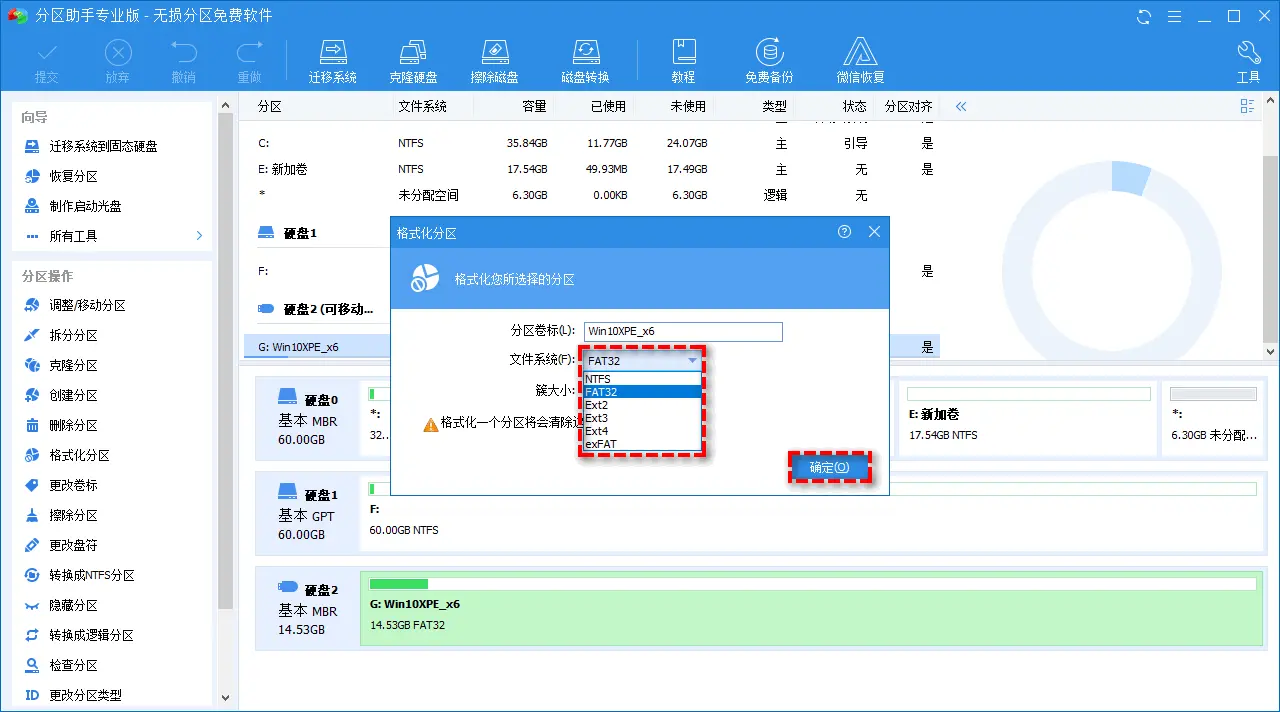 分区助手专业版 - 无损分区免费软件
提交 放弃 撤销 重做 迁移系统 克隆硬盘 擦除磁盘 磁盘转换 教程 免费备份 微信恢复 工具
向导
迁移系统到固态硬盘
恢复分区
制作启动光盘
所有工具
分区操作
调整/移动分区
拆分分区
克隆分区
创建分区
删除分区
格式化分区
更改卷标
擦除分区
更改盘符
转换成NTFS分区
隐藏分区
转换成逻辑分区
检查分区
ID 更改分区类型
分区 文件系统 容量 已使用 未使用 类型 状态 分区对齐
C: NTFS 35.84GB 11.77GB 24.07GB 主 引导 是
E: 新加卷 NTFS 17.54GB 49.93MB 17.49GB 主 无 是
* 未分配空间 6.30GB 0.00KB 6.30GB 逻辑 无
硬盘1
F: 是
硬盘2 (可移动...
G: Win10XPE_x6 是
格式化分区
格式化您所选择的分区
分区卷标(L): Win10XPE_x6
文件系统(F): FAT32
NTFS
FAT32
Ext2
Ext3
Ext4
exFAT
簇大小:
格式化一个分区将会清除
确定(O)
硬盘0
基本 MBR
60.00GB
*:
32...
E: 新加卷
17.54GB NTFS
*:
6.30GB 未分配...
硬盘1
基本 GPT
60.00GB
F:
60.00GB NTFS
硬盘2
基本 MBR
14.53GB
G: Win10XPE_x6
14.53GB FAT32